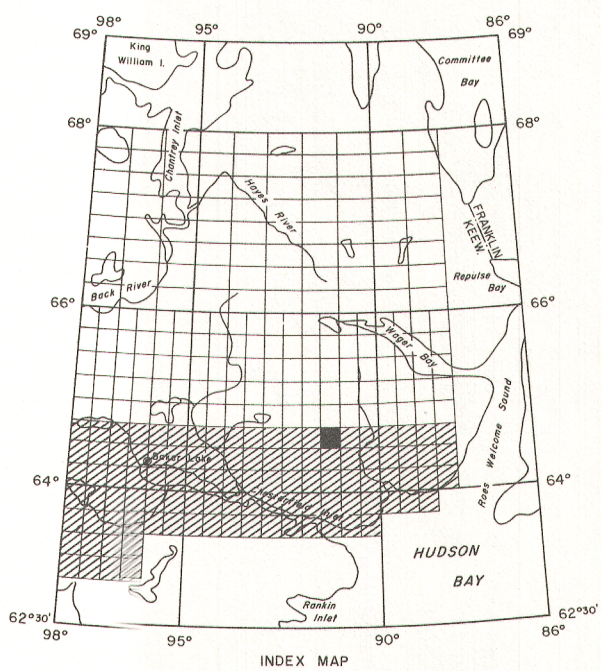 98° 95° 90° 86°
69° 69°
King
William I.
Committee
Bay
68° 68°
Chantrey Inlet
Hayes
River
FRANKLIN
KEEW.
Repulse
Bay
Back River
66° 66°
Wager Bay
Roes Welcome Sound
Baker Lake
64° 64°
Chesterfield Inlet
HUDSON
BAY
Rankin
Inlet
62°30' 62°30'
98° 95° 90° 86°
INDEX MAP